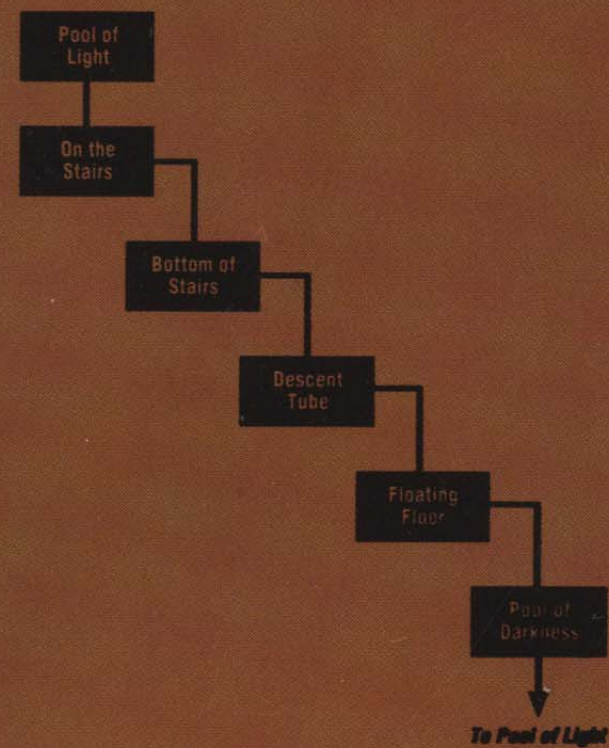 Pool of
Light
On the
Stairs
Bottom of
Stairs
Descent
Tube
Floating
Floor
Pool of
Darkness
To Pool of Light